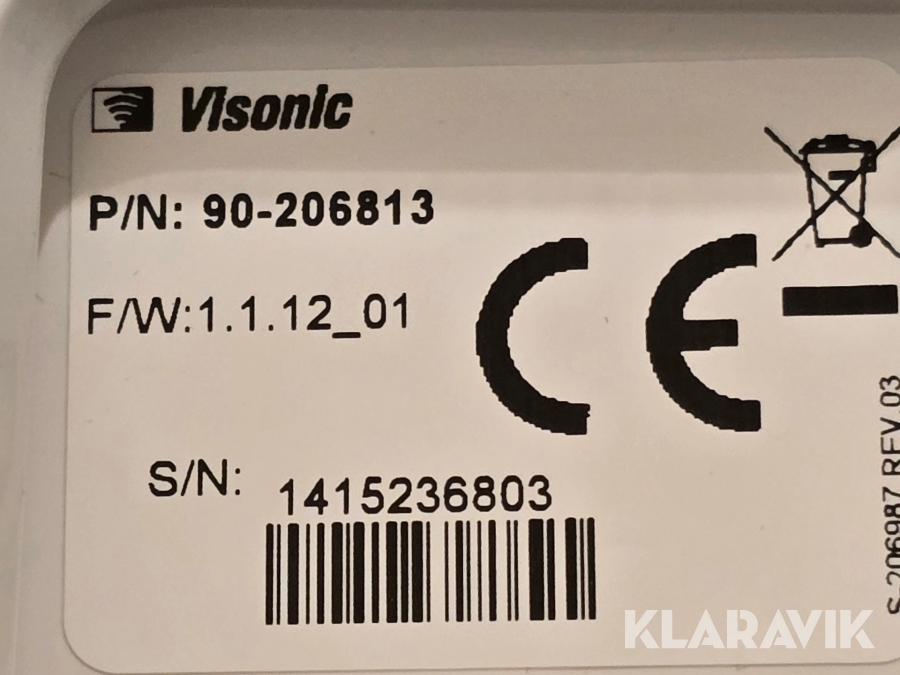 Visonic
P/N: 90-206813
F/W:1.1.12_01
CE
S/N: 1415236803
S-206987 REV.03
KLARAVIK